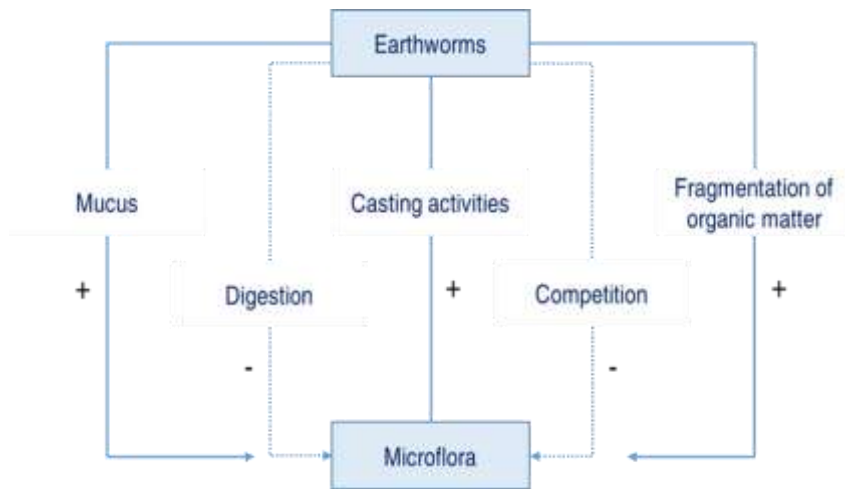 Earthworms
Mucus
Casting activities
Fragmentation of
organic matter
+
Digestion
+
Competition
+
-
-
Microflora